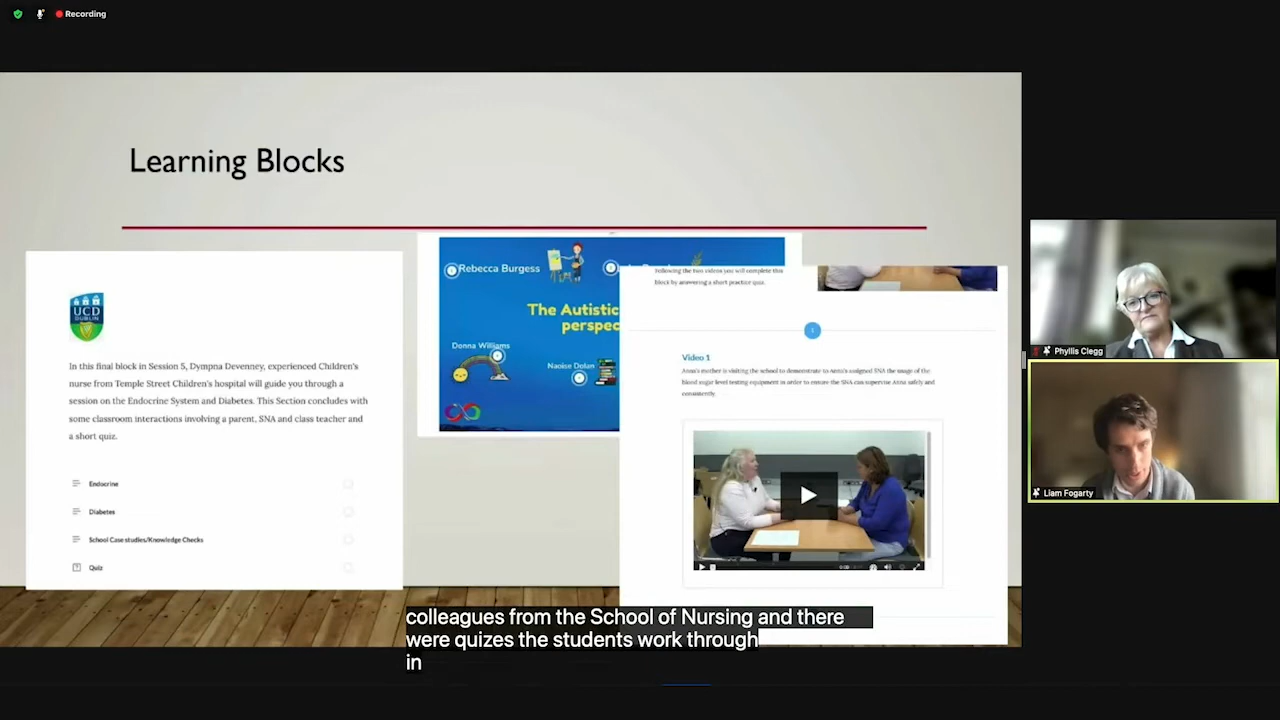 Recording
Learning Blocks
UCD
DUBLIN
In this final block in Session 5, Dympna Devenney, experienced Children's
nurse from Temple Street Children's hospital will guide you through a
session on the Endocrine System and Diabetes. This Section concludes with
some classroom interactions involving a parent, SNA and class teacher and
a short quiz.
Endocrine
Diabetes
School Case studies/Knowledge Checks
Quiz
Rebecca Burgess
The Autistic
perspec
Donna Williams
Naoise Dolan
Following the two videos you will complete this
block by answering a short practice quiz.
1
Video 1
Anna's mother is visiting the school to demonstrate to Anna's assigned SNA the usage of the
blood sugar level testing equipment in order to ensure the SNA can supervise Anna safely and
consistently.
colleagues from the School of Nursing and there
were quizes the students work through
in
Phyllis Clegg
Liam Fogarty